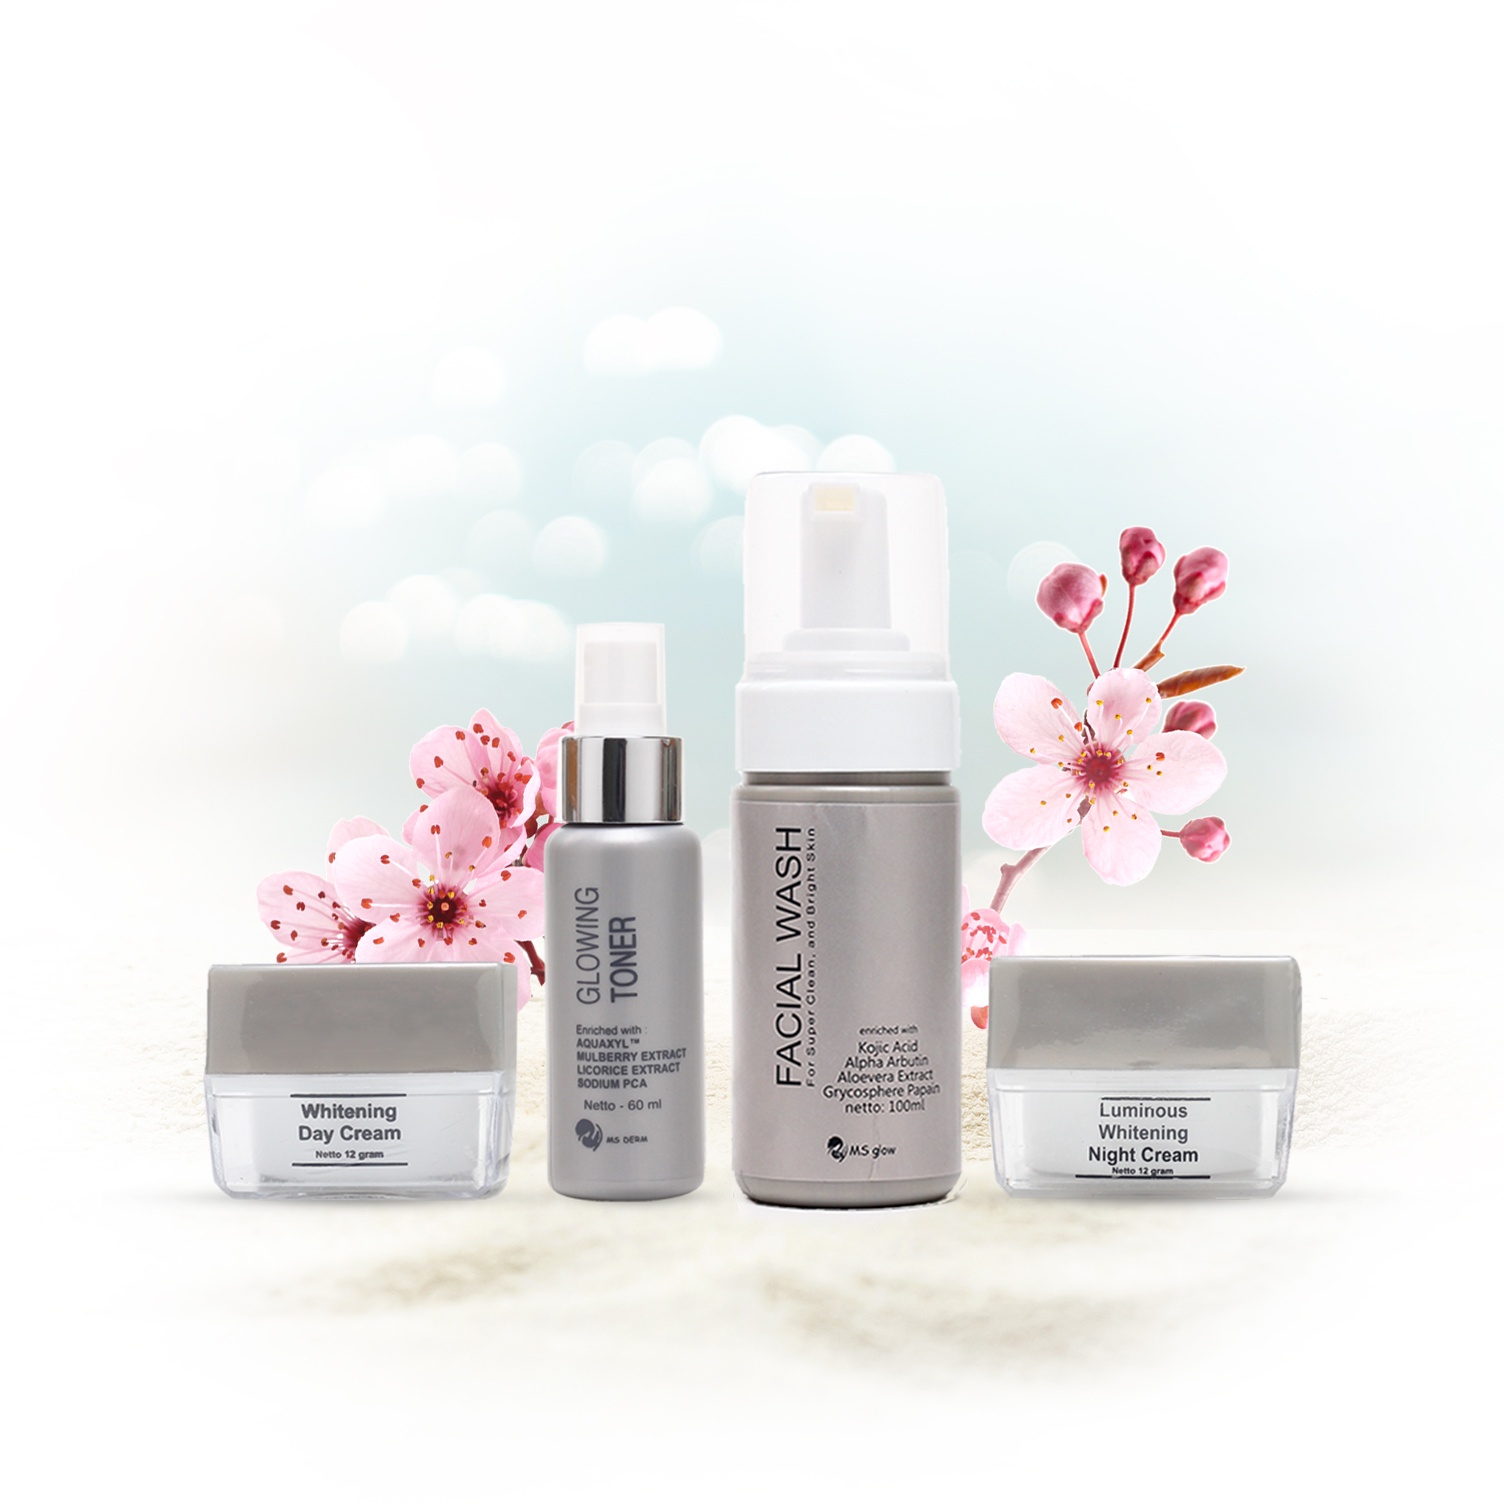 Whitening
Day Cream
Netto 12 gram
GLOWING
TONER
Enriched with :
AQUAXYL™
MULBERRY EXTRACT
LICORICE EXTRACT
SODIUM PCA
Netto - 60 ml
MS DERM
FACIAL WASH
For Super Clean, and Bright Skin
enriched with
Kojic Acid
Alpha Arbutin
Aloevera Extract
Grycosphere Papain
netto: 100ml
MS glow
Luminous
Whitening
Night Cream
Netto 12 gram